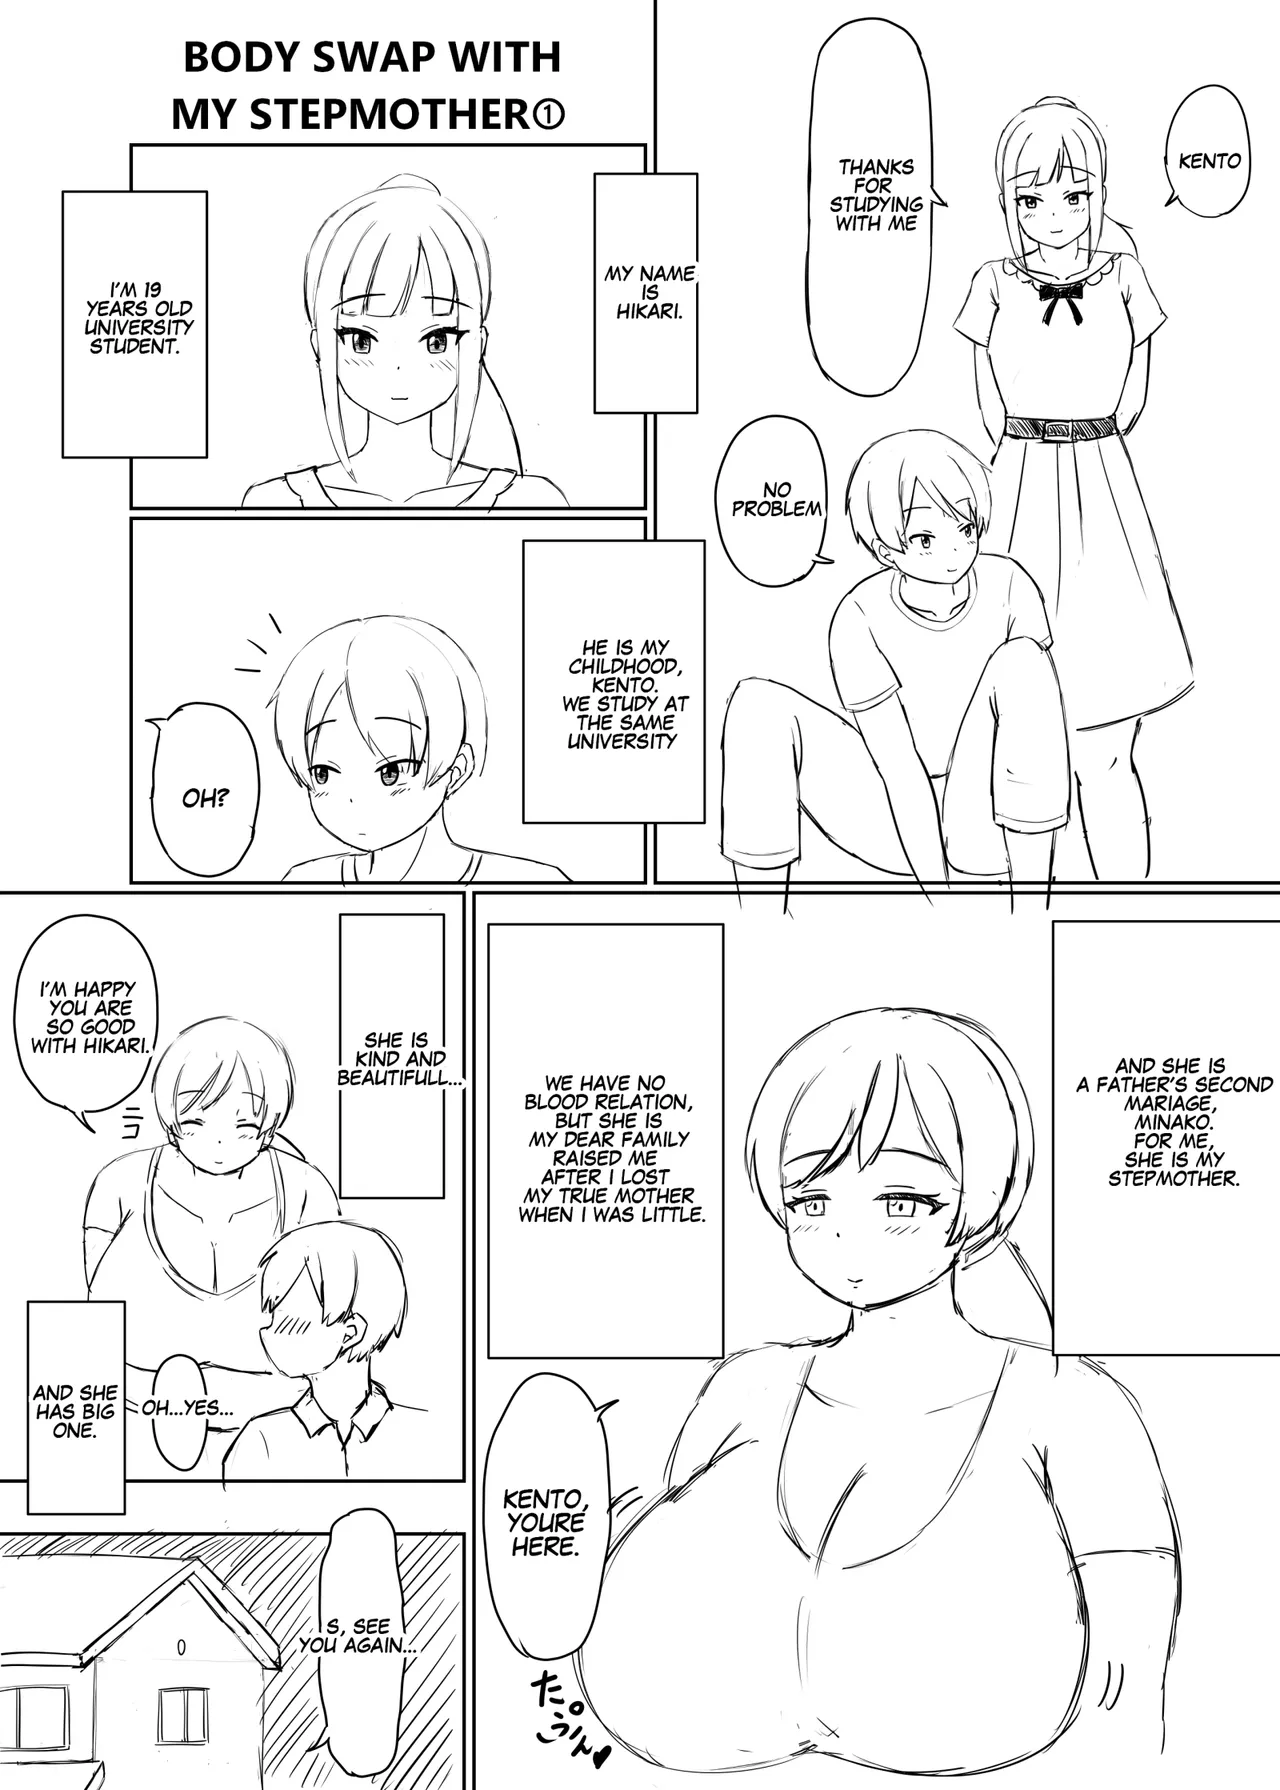 BODY SWAP WITH
MY STEPMOTHER①
MY NAME
IS
HIKARI.
I'M 19
YEARS OLD
UNIVERSITY
STUDENT.
KENTO
THANKS
FOR
STUDYING
WITH ME
NO
PROBLEM
HE IS MY
CHILDHOOD,
KENTO.
WE STUDY AT
THE SAME
UNIVERSITY
OH?
AND SHE IS
A FATHER'S SECOND
MARIAGE,
MINAKO.
FOR ME,
SHE IS MY
STEPMOTHER.
WE HAVE NO
BLOOD RELATION,
BUT SHE IS
MY DEAR FAMILY
RAISED ME
AFTER I LOST
MY TRUE MOTHER
WHEN I WAS LITTLE.
KENTO,
YOURE
HERE.
たぷん♥
SHE IS
KIND AND
BEAUTIFULL...
I'M HAPPY
YOU ARE
SO GOOD
WITH HIKARI.
ニコ
OH...YES...
AND SHE
HAS BIG
ONE.
S, SEE
YOU AGAIN...